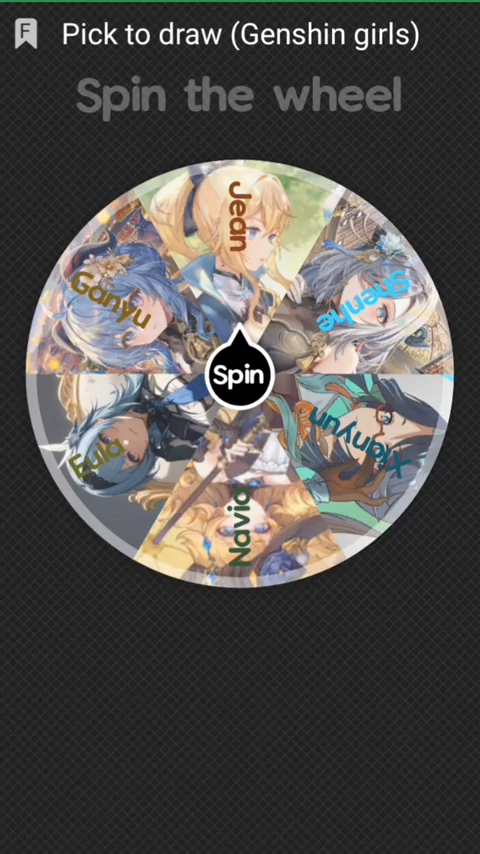 F
Pick to draw (Genshin girls)
Spin the wheel
Jean
Shenhe
Xianyun
Navia
Eula
Ganyu
Spin